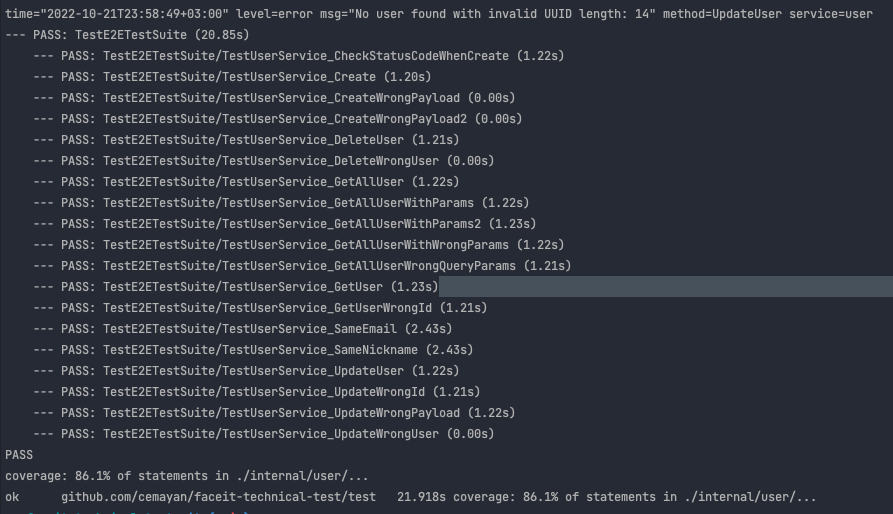 time="2022-10-21T23:58:49+03:00" level=error msg="No user found with invalid UUID length: 14" method=UpdateUser service=user
--- PASS: TestE2ETestSuite (20.85s)
    --- PASS: TestE2ETestSuite/TestUserService_CheckStatusCodeWhenCreate (1.22s)
    --- PASS: TestE2ETestSuite/TestUserService_Create (1.20s)
    --- PASS: TestE2ETestSuite/TestUserService_CreateWrongPayload (0.00s)
    --- PASS: TestE2ETestSuite/TestUserService_CreateWrongPayload2 (0.00s)
    --- PASS: TestE2ETestSuite/TestUserService_DeleteUser (1.21s)
    --- PASS: TestE2ETestSuite/TestUserService_DeleteWrongUser (0.00s)
    --- PASS: TestE2ETestSuite/TestUserService_GetAllUser (1.22s)
    --- PASS: TestE2ETestSuite/TestUserService_GetAllUserWithParams (1.22s)
    --- PASS: TestE2ETestSuite/TestUserService_GetAllUserWithParams2 (1.23s)
    --- PASS: TestE2ETestSuite/TestUserService_GetAllUserWithWrongParams (1.22s)
    --- PASS: TestE2ETestSuite/TestUserService_GetAllUserWrongQueryParams (1.21s)
    --- PASS: TestE2ETestSuite/TestUserService_GetUser (1.23s)
    --- PASS: TestE2ETestSuite/TestUserService_GetUserWrongId (1.21s)
    --- PASS: TestE2ETestSuite/TestUserService_SameEmail (2.43s)
    --- PASS: TestE2ETestSuite/TestUserService_SameNickname (2.43s)
    --- PASS: TestE2ETestSuite/TestUserService_UpdateUser (1.22s)
    --- PASS: TestE2ETestSuite/TestUserService_UpdateWrongId (1.21s)
    --- PASS: TestE2ETestSuite/TestUserService_UpdateWrongPayload (1.22s)
    --- PASS: TestE2ETestSuite/TestUserService_UpdateWrongUser (0.00s)
PASS
coverage: 86.1% of statements in ./internal/user/...
ok      github.com/cemayan/faceit-technical-test/test   21.918s coverage: 86.1% of statements in ./internal/user/...